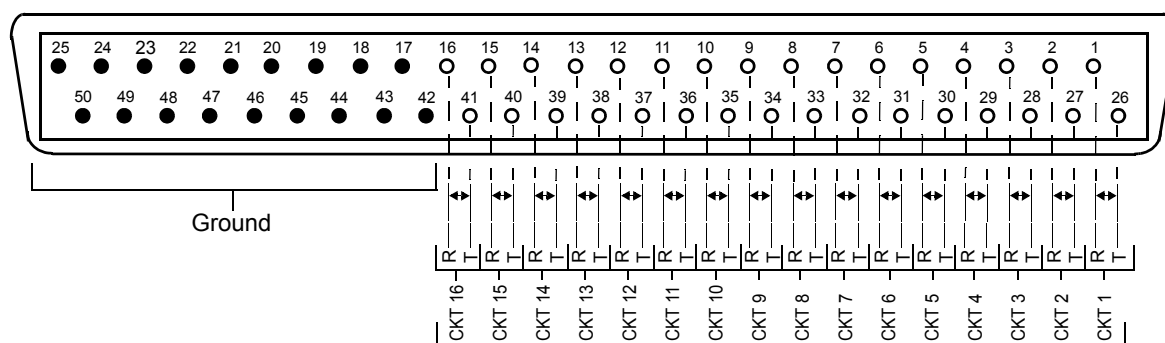 25 24 23 22 21 20 19 18 17 16 15 14 13 12 11 10 9 8 7 6 5 4 3 2 1
50 49 48 47 46 45 44 43 42 41 40 39 38 37 36 35 34 33 32 31 30 29 28 27 26
Ground
R T R T R T R T R T R T R T R T R T R T R T R T R T R T R T R T
CKT 16
CKT 15
CKT 14
CKT 13
CKT 12
CKT 11
CKT 10
CKT 9
CKT 8
CKT 7
CKT 6
CKT 5
CKT 4
CKT 3
CKT 2
CKT 1